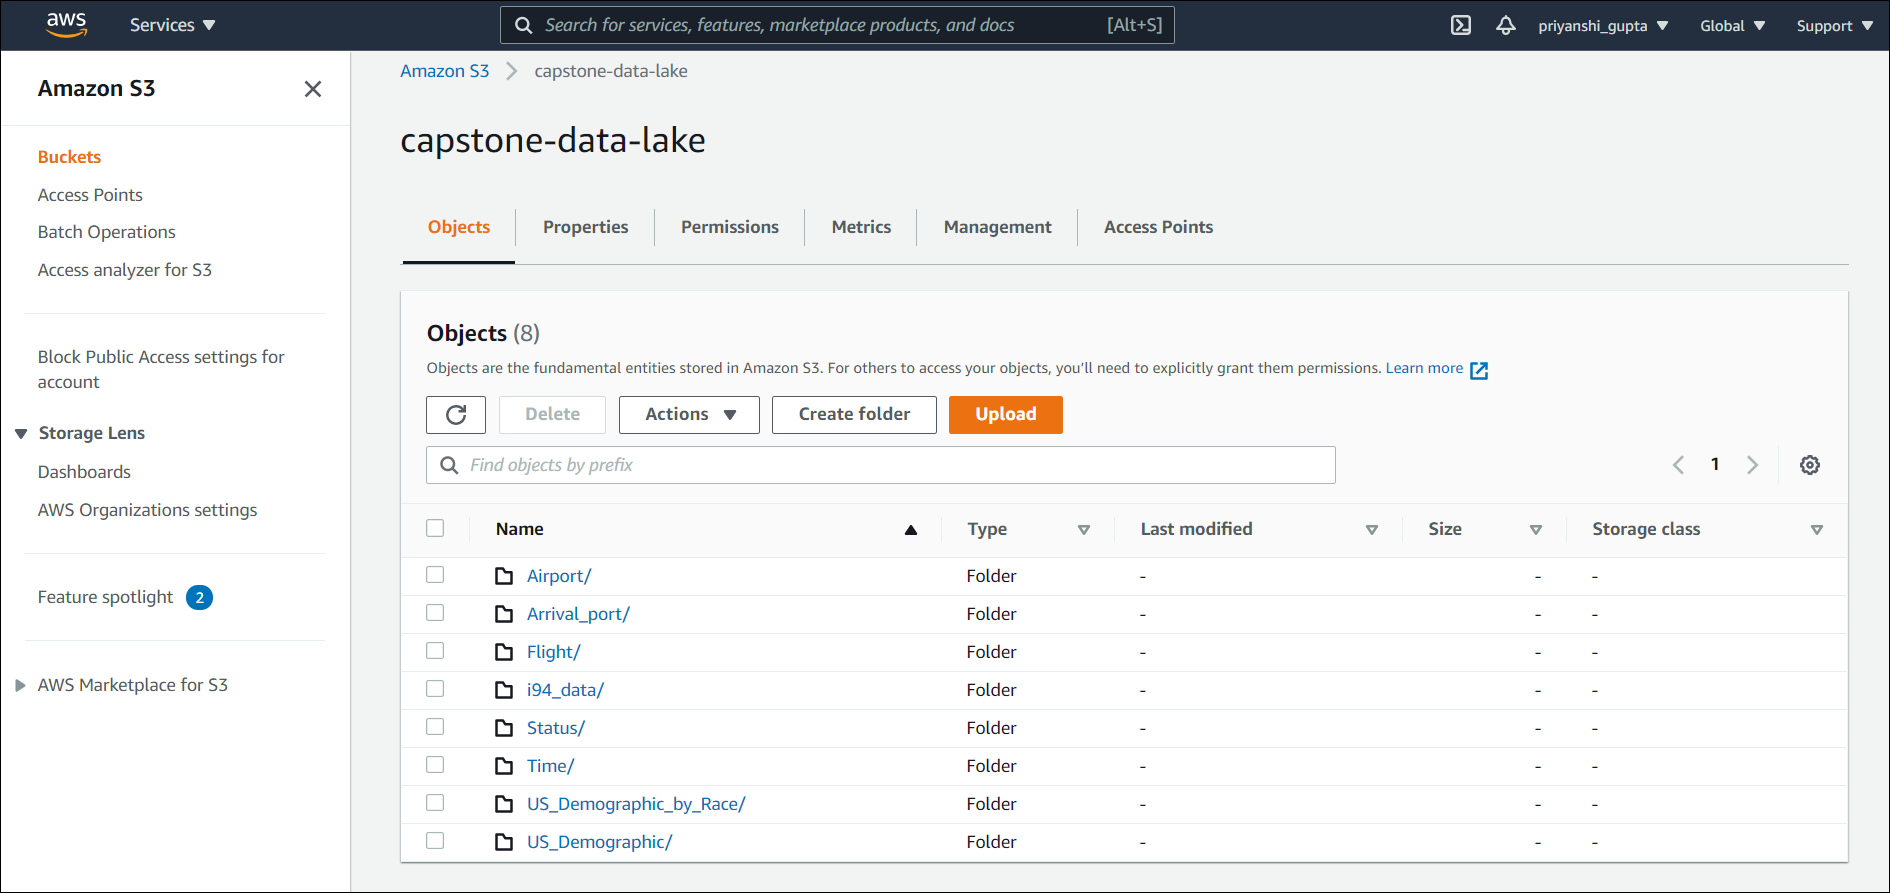 aws Services Search for services, features, marketplace products, and docs [Alt+S] priyanshi_gupta Global Support
Amazon S3
Buckets
Access Points
Batch Operations
Access analyzer for S3
Block Public Access settings for
account
Storage Lens
Dashboards
AWS Organizations settings
Feature spotlight 2
AWS Marketplace for S3
Amazon S3 capstone-data-lake
capstone-data-lake
Objects Properties Permissions Metrics Management Access Points
Objects (8)
Objects are the fundamental entities stored in Amazon S3. For others to access your objects, you'll need to explicitly grant them permissions. Learn more
Delete Actions Create folder Upload
Find objects by prefix 1
Name Type Last modified Size Storage class
Airport/ Folder - - -
Arrival_port/ Folder - - -
Flight/ Folder - - -
i94_data/ Folder - - -
Status/ Folder - - -
Time/ Folder - - -
US_Demographic_by_Race/ Folder - - -
US_Demographic/ Folder - - -